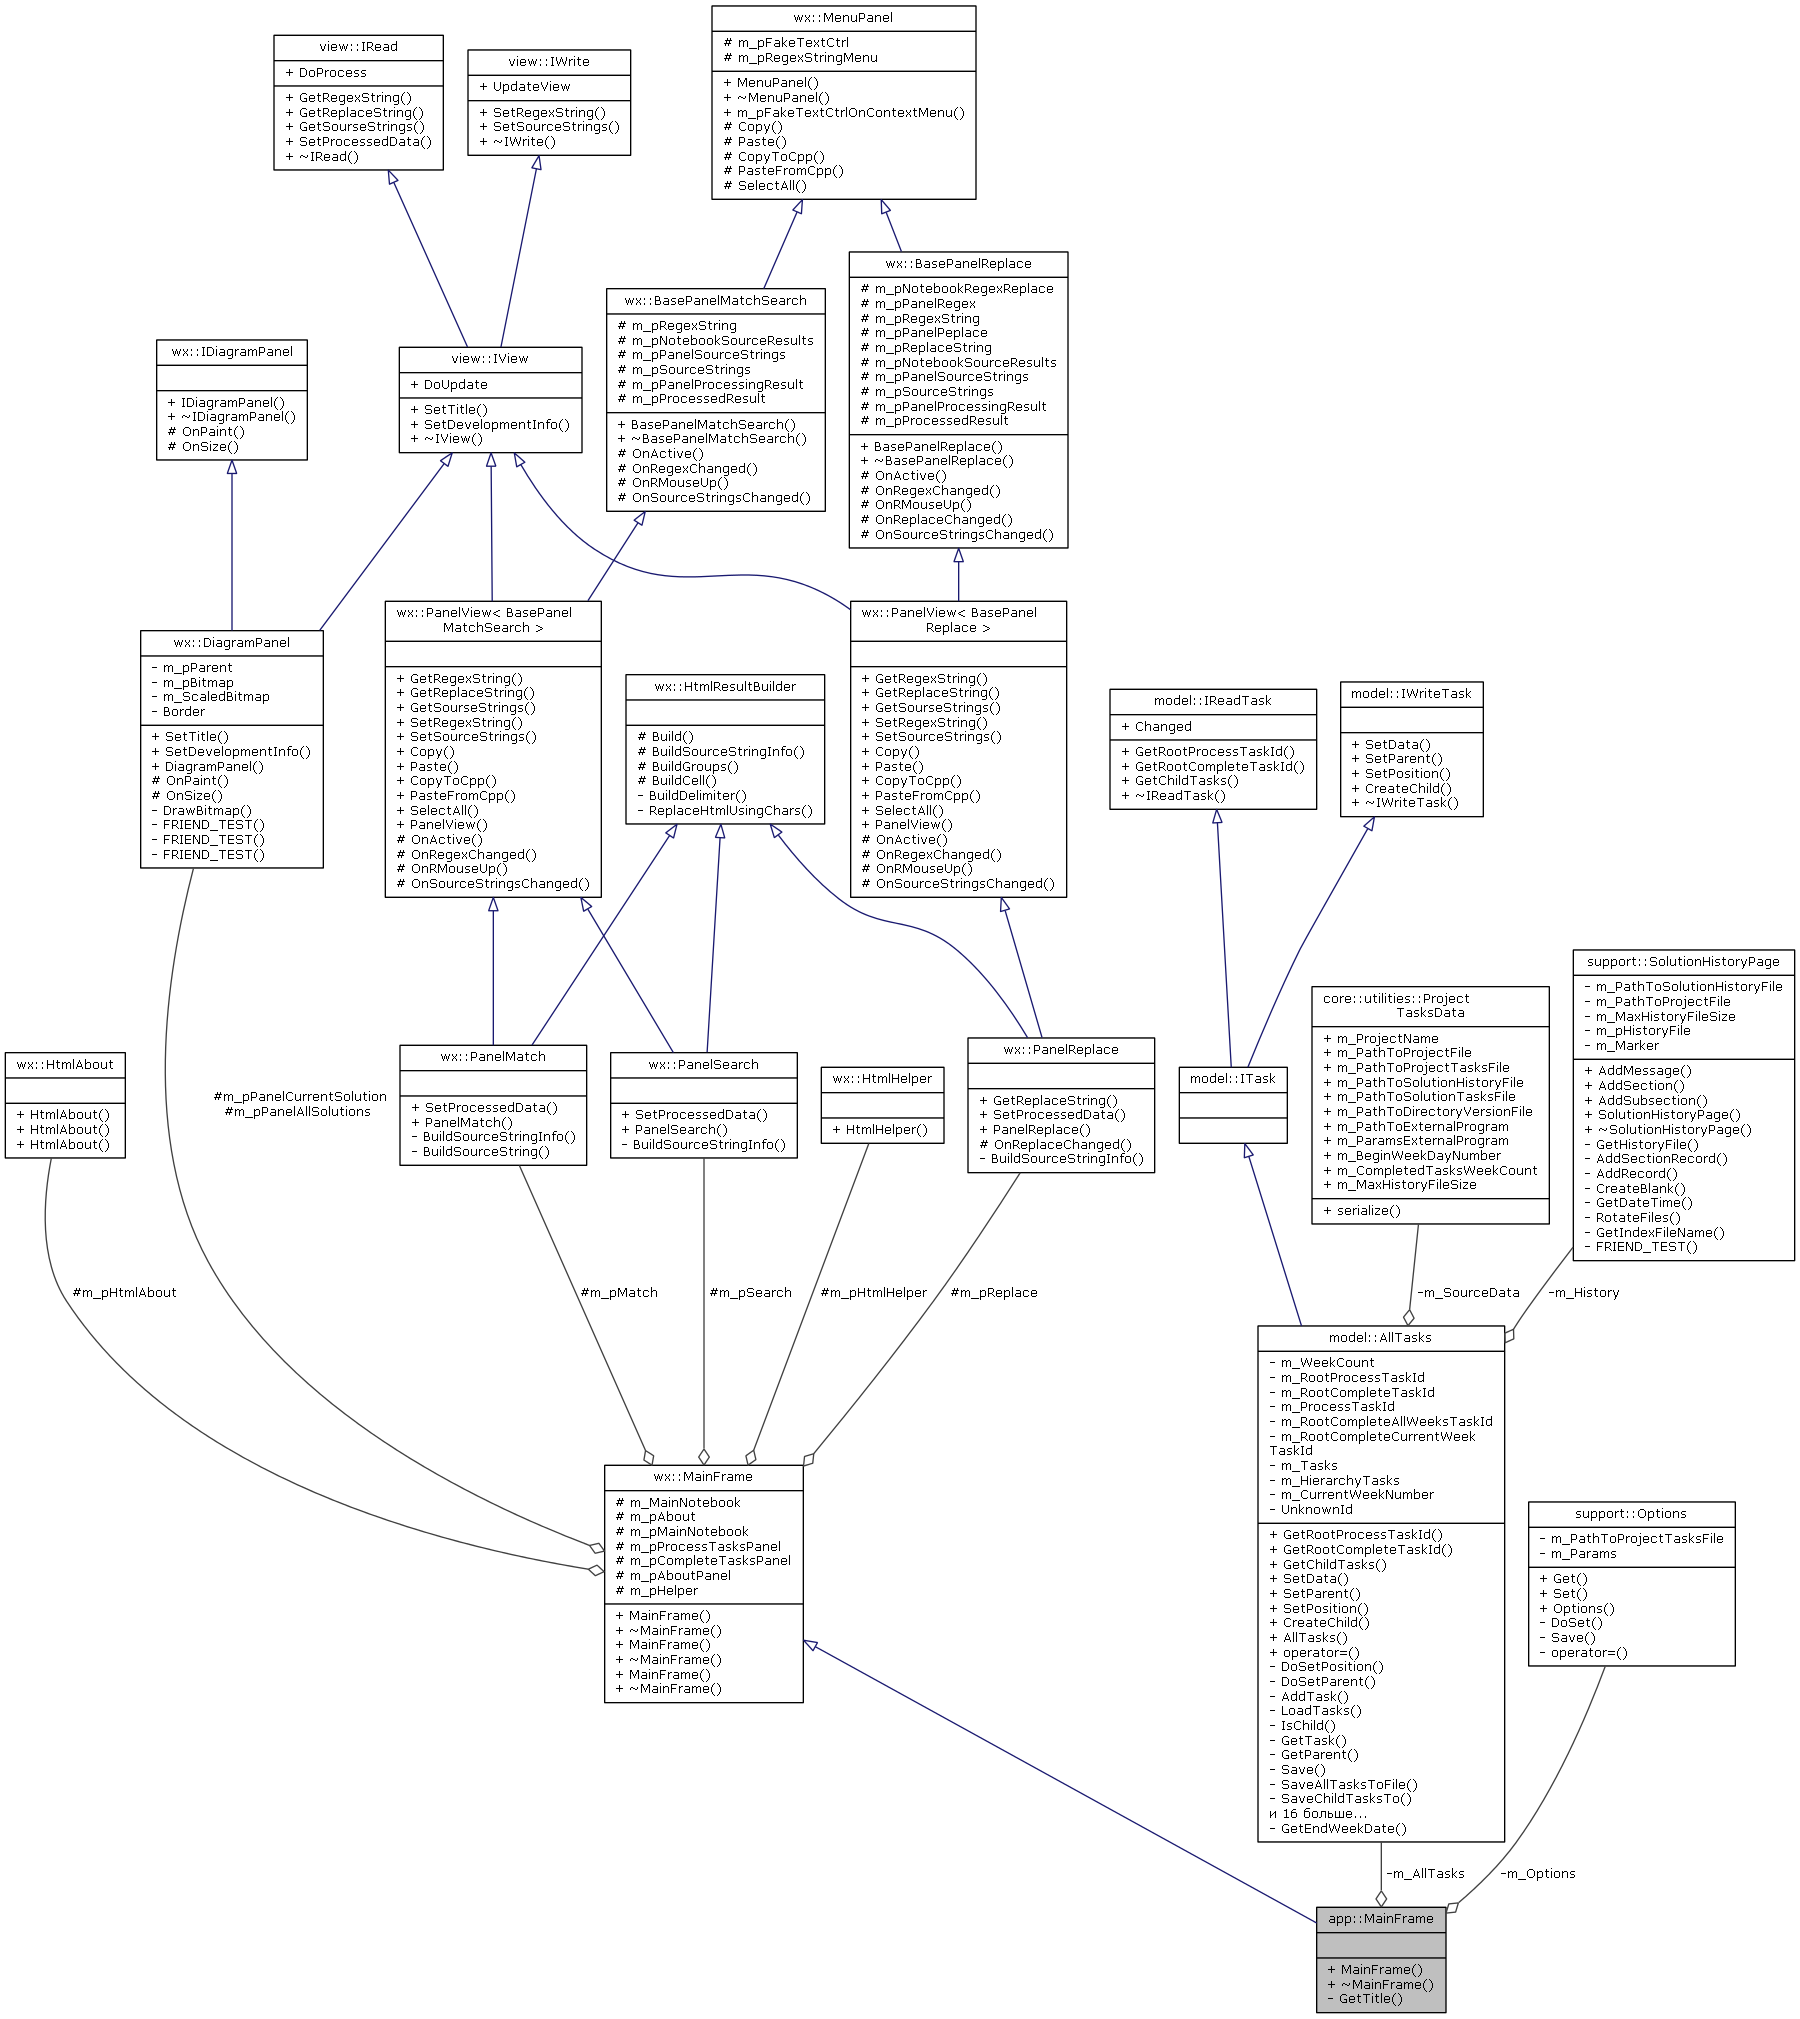 wx::MenuPanel
# m_pFakeTextCtrl
# m_pRegexStringMenu
+ MenuPanel()
+ ~MenuPanel()
+ m_pFakeTextCtrlOnContextMenu()
# Copy()
# Paste()
# CopyToCpp()
# PasteFromCpp()
# SelectAll()
view::IRead
+ DoProcess
+ GetRegexString()
+ GetReplaceString()
+ GetSourseStrings()
+ SetProcessedData()
+ ~IRead()
view::IWrite
+ UpdateView
+ SetRegexString()
+ SetSourceStrings()
+ ~IWrite()
wx::BasePanelReplace
# m_pNotebookRegexReplace
# m_pPanelRegex
# m_pRegexString
# m_pPanelPeplace
# m_pReplaceString
# m_pNotebookSourceResults
# m_pPanelSourceStrings
# m_pSourceStrings
# m_pPanelProcessingResult
# m_pProcessedResult
+ BasePanelReplace()
+ ~BasePanelReplace()
# OnActive()
# OnRegexChanged()
# OnRMouseUp()
# OnReplaceChanged()
# OnSourceStringsChanged()
wx::BasePanelMatchSearch
# m_pRegexString
# m_pNotebookSourceResults
# m_pPanelSourceStrings
# m_pSourceStrings
# m_pPanelProcessingResult
# m_pProcessedResult
+ BasePanelMatchSearch()
+ ~BasePanelMatchSearch()
# OnActive()
# OnRegexChanged()
# OnRMouseUp()
# OnSourceStringsChanged()
wx::IDiagramPanel
+ IDiagramPanel()
+ ~IDiagramPanel()
# OnPaint()
# OnSize()
view::IView
+ DoUpdate
+ SetTitle()
+ SetDevelopmentInfo()
+ ~IView()
wx::DiagramPanel
- m_pParent
- m_pBitmap
- m_ScaledBitmap
- Border
+ SetTitle()
+ SetDevelopmentInfo()
+ DiagramPanel()
# OnPaint()
# OnSize()
- DrawBitmap()
- FRIEND_TEST()
- FRIEND_TEST()
- FRIEND_TEST()
wx::PanelView< BasePanel
MatchSearch >
+ GetRegexString()
+ GetReplaceString()
+ GetSourseStrings()
+ SetRegexString()
+ SetSourceStrings()
+ Copy()
+ Paste()
+ CopyToCpp()
+ PasteFromCpp()
+ SelectAll()
+ PanelView()
# OnActive()
# OnRegexChanged()
# OnRMouseUp()
# OnSourceStringsChanged()
wx::HtmlResultBuilder
# Build()
# BuildSourceStringInfo()
# BuildGroups()
# BuildCell()
- BuildDelimiter()
- ReplaceHtmlUsingChars()
wx::PanelView< BasePanel
Replace >
+ GetRegexString()
+ GetReplaceString()
+ GetSourseStrings()
+ SetRegexString()
+ SetSourceStrings()
+ Copy()
+ Paste()
+ CopyToCpp()
+ PasteFromCpp()
+ SelectAll()
+ PanelView()
# OnActive()
# OnRegexChanged()
# OnRMouseUp()
# OnSourceStringsChanged()
model::IReadTask
+ Changed
+ GetRootProcessTaskId()
+ GetRootCompleteTaskId()
+ GetChildTasks()
+ ~IReadTask()
model::IWriteTask
+ SetData()
+ SetParent()
+ SetPosition()
+ CreateChild()
+ ~IWriteTask()
support::SolutionHistoryPage
- m_PathToSolutionHistoryFile
- m_PathToProjectFile
- m_MaxHistoryFileSize
- m_pHistoryFile
- m_Marker
+ AddMessage()
+ AddSection()
+ AddSubsection()
+ SolutionHistoryPage()
+ ~SolutionHistoryPage()
- GetHistoryFile()
- AddSectionRecord()
- AddRecord()
- CreateBlank()
- GetDateTime()
- RotateFiles()
- GetIndexFileName()
- FRIEND_TEST()
core::utilities::Project
TasksData
+ m_ProjectName
+ m_PathToProjectFile
+ m_PathToProjectTasksFile
+ m_PathToSolutionHistoryFile
+ m_PathToSolutionTasksFile
+ m_PathToDirectoryVersionFile
+ m_PathToExternalProgram
+ m_ParamsExternalProgram
+ m_BeginWeekDayNumber
+ m_CompletedTasksWeekCount
+ m_MaxHistoryFileSize
+ serialize()
wx::HtmlAbout
+ HtmlAbout()
+ HtmlAbout()
+ HtmlAbout()
#m_pPanelCurrentSolution
#m_pPanelAllSolutions
wx::PanelMatch
+ SetProcessedData()
+ PanelMatch()
- BuildSourceStringInfo()
- BuildSourceString()
wx::PanelSearch
+ SetProcessedData()
+ PanelSearch()
- BuildSourceStringInfo()
wx::HtmlHelper
+ HtmlHelper()
wx::PanelReplace
+ GetReplaceString()
+ SetProcessedData()
+ PanelReplace()
# OnReplaceChanged()
- BuildSourceStringInfo()
model::ITask
#m_pHtmlAbout
#m_pMatch
#m_pSearch
#m_pHtmlHelper
#m_pReplace
-m_SourceData
-m_History
model::AllTasks
- m_WeekCount
- m_RootProcessTaskId
- m_RootCompleteTaskId
- m_ProcessTaskId
- m_RootCompleteAllWeeksTaskId
- m_RootCompleteCurrentWeek
TaskId
- m_Tasks
- m_HierarchyTasks
- m_CurrentWeekNumber
- UnknownId
+ GetRootProcessTaskId()
+ GetRootCompleteTaskId()
+ GetChildTasks()
+ SetData()
+ SetParent()
+ SetPosition()
+ CreateChild()
+ AllTasks()
+ operator=()
- DoSetPosition()
- DoSetParent()
- AddTask()
- LoadTasks()
- IsChild()
- GetTask()
- GetParent()
- Save()
- SaveAllTasksToFile()
- SaveChildTasksTo()
и 16 больше...
- GetEndWeekDate()
wx::MainFrame
# m_MainNotebook
# m_pAbout
# m_pMainNotebook
# m_pProcessTasksPanel
# m_pCompleteTasksPanel
# m_pAboutPanel
# m_pHelper
+ MainFrame()
+ ~MainFrame()
+ MainFrame()
+ ~MainFrame()
+ MainFrame()
+ ~MainFrame()
support::Options
- m_PathToProjectTasksFile
- m_Params
+ Get()
+ Set()
+ Options()
- DoSet()
- Save()
- operator=()
-m_AllTasks
-m_Options
app::MainFrame
+ MainFrame()
+ ~MainFrame()
- GetTitle()